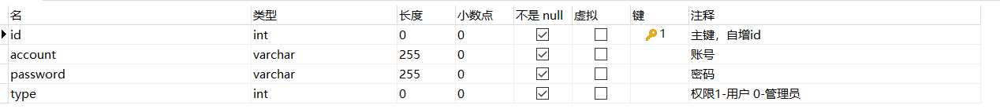 名 类型 长度 小数点 不是 null 虚拟 键 注释
id int 0 0 1 主键，自增id
account varchar 255 0 账号
password varchar 255 0 密码
type int 0 0 权限1-用户 0-管理员